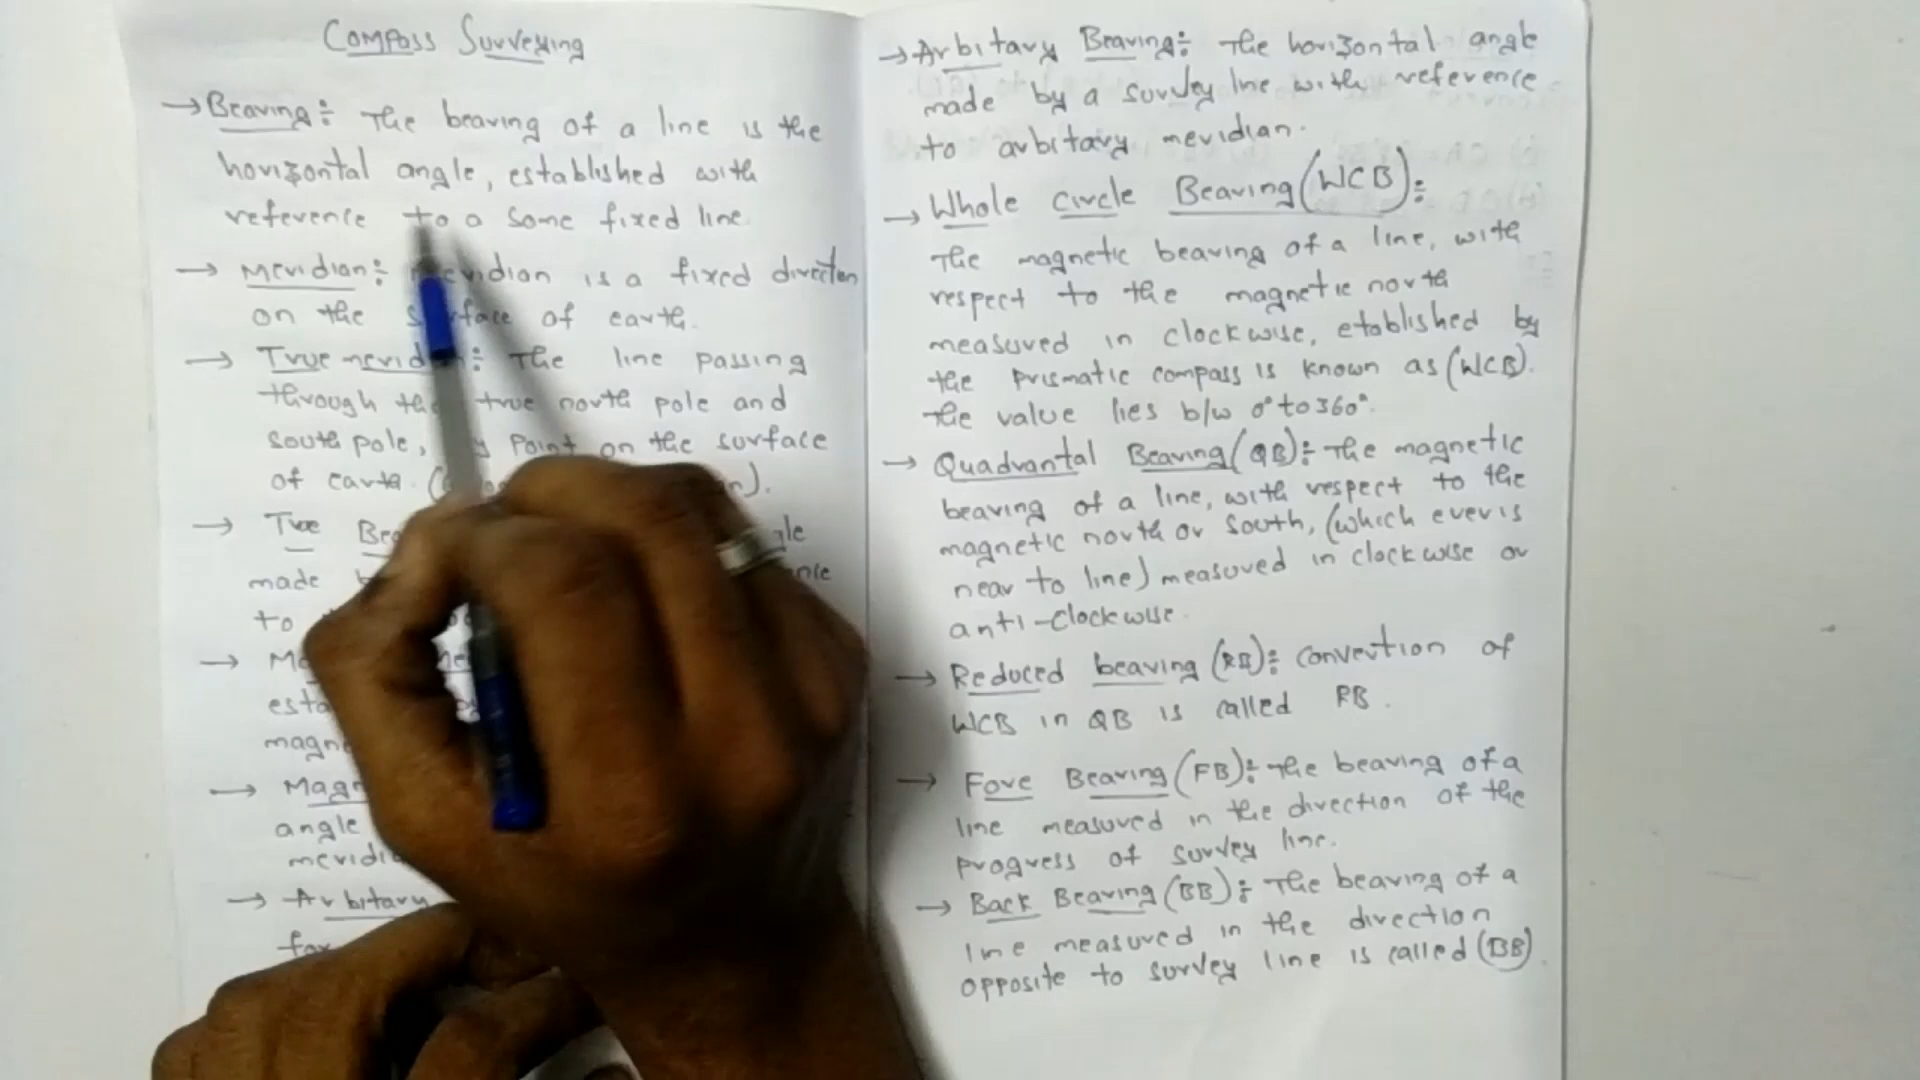 Compass Surveying
→ Bearing: The bearing of a line is the
horizontal angle, established with
reference to a some fixed line
→ Meridian: Meridian is a fixed direction
on the surface of earth.
→ True meridian: The line passing
through the true north pole and
south pole, point on the surface
of earth.
→ True
made
to
→
magn
→
angle
→ Arbitary
for
→ Arbitary Bearing: The horizontal angle
made by a survey line with reference
to arbitary meridian.
→ Whole circle Bearing (WCB):
The magnetic bearing of a line, with
respect to the magnetic north
measured in clockwise, etablished by
the prismatic compass is known as (WCB).
the value lies b/w 0° to 360°.
→ Quadrantal Bearing (QB): The magnetic
bearing of a line, with respect to the
magnetic north or south, (which ever is
near to line) measured in clockwise or
anti-clockwise.
→ Reduced bearing (RB): convertion of
WCB in QB is called RB.
→ Fore Bearing (FB): The bearing of a
line measured in the direction of the
progress of survey line.
→ Back Bearing (BB): The bearing of a
line measured in the direction
opposite to survey line is called (BB).